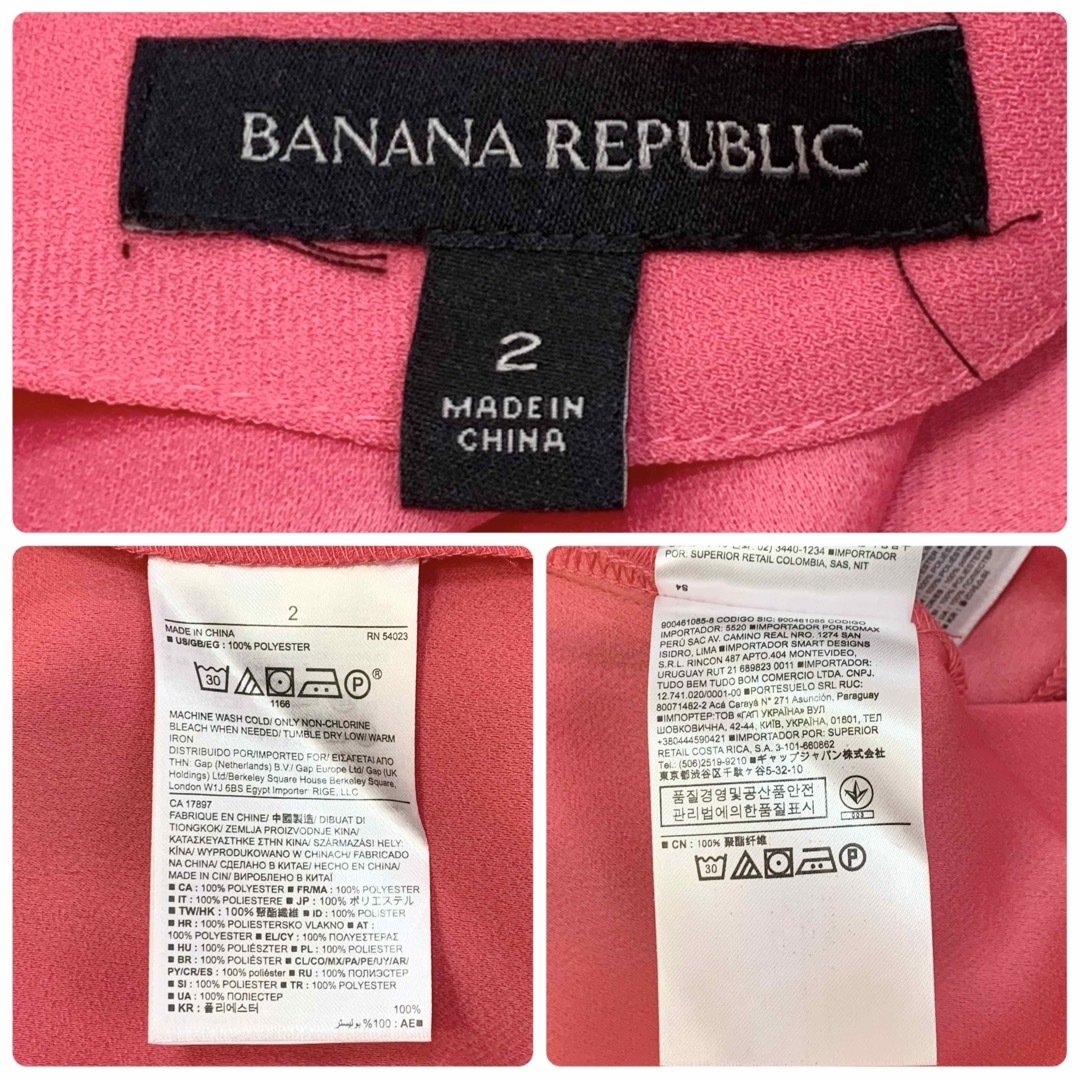 BANANA REPUBLIC
2
MADE IN
CHINA
2
MADE IN CHINA RN 54023
■ US/GB/EG : 100% POLYESTER
30 P ®
1166
MACHINE WASH COLD/ ONLY NON-CHLORINE
BLEACH WHEN NEEDED/ TUMBLE DRY LOW/ WARM
IRON
DISTRIBUIDO POR/IMPORTED FOR/ ΕΙΣΑΓΕΤΑΙ ΑΠΟ
ΤΗΝ: Gap (Netherlands) B.V./ Gap Europe Ltd/ Gap (UK
Holdings) Ltd/Berkeley Square House Berkeley Square,
London W1J 6BS Egypt Importer: RIGE, LLC
CA 17897
FABRIQUE EN CHINE/ 中國製造/ DIBUAT DI
TIONGKOK/ ZEMLJA PROIZVODNJE KINA/
ΚΑΤΑΣΚΕΥΑΣΤΗΚΕ ΣΤΗΝ ΚΙΝΑ/ SZÁRMAZÁSI HELY:
KÍNA/ WYPRODUKOWANO W CHINACH/ FABRICADO
NA CHINA/ СДЕЛАНО В КИТАЕ/ HECHO EN CHINA/
MADE IN CIN/ ВИРОБЛЕНО В КИТАЇ
■ CA : 100% POLYESTER ■ FR/MA : 100% POLYESTER
■ IT : 100% POLIESTERE ■ JP : 100% ポリエステル
■ TW/HK : 100% 聚酯纖維 ■ ID : 100% POLISTER
■ HR : 100% POLIESTERSKO VLAKNO ■ AT :
100% POLYESTER ■ EL/CY : 100% ΠΟΛΥΕΣΤΕΡΑΣ
■ HU : 100% POLIÉSZTER ■ PL : 100% POLIESTER
■ BR : 100% POLIÉSTER ■ CL/CO/MX/PA/PE/UY/AR/
PY/CR/ES : 100% poliéster ■ RU : 100% ПОЛИЭСТЕР
■ SI : 100% POLIESTER ■ TR : 100% POLYESTER
■ UA : 100% ПОЛІЕСТЕР
■ KR : 폴리에스터 100%
■AE : 100% بوليستر
02) 3440-1234 ■IMPORTADOR
POR: SUPERIOR RETAIL COLOMBIA, SAS, NIT
S4
900461085-8 CODIGO SIC: 900461085 CODIGO
IMPORTADOR: 5520 ■IMPORTADOR POR KOMAX
PERÚ SAC AV. CAMINO REAL NRO. 1274 SAN
ISIDRO, LIMA ■IMPORTADOR SMART DESIGNS
S.R.L. RINCON 487 APTO.404 MONTEVIDEO,
URUGUAY RUT 21 689823 0011 ■IMPORTADOR:
TUDO BEM TUDO BOM COMERCIO LTDA. CNPJ.
12.741.020/0001-00 ■PORTESUELO SRL RUC:
80071482-2 Acá Carayá N° 271 Asunción, Paraguay
■ІМПОРТЕР:ТОВ «ГАП УКРАЇНА» ВУЛ
ШОВКОВИЧНА, 42-44, КИЇВ, УКРАЇНА, 01601, ТЕЛ
+380444590421 ■IMPORTADOR POR: SUPERIOR
RETAIL COSTA RICA, S.A. 3-101-660862
Tel.: (506)2519-9210 ■ギャップジャパン株式会社
東京都渋谷区千駄ヶ谷5-32-10
품질경영및공산품안전
관리법에의한품질표시
023
■ CN : 100% 聚酯纤维
30 P